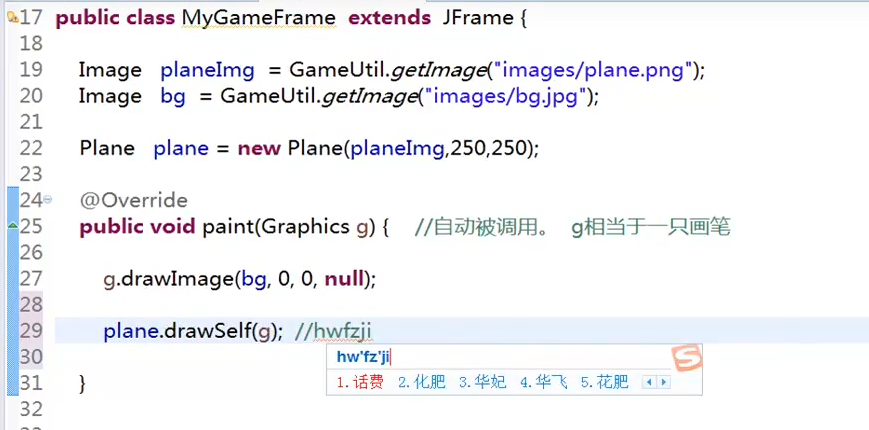 17 public class MyGameFrame extends JFrame {
18
19 Image planeImg = GameUtil.getImage("images/plane.png");
20 Image bg = GameUtil.getImage("images/bg.jpg");
21
22 Plane plane = new Plane(planeImg,250,250);
23
24 @Override
25 public void paint(Graphics g) { //自动被调用。 g相当于一只画笔
26
27 g.drawImage(bg, 0, 0, null);
28
29 plane.drawSelf(g); //hwfzji
hw'fz'ji
30
1.话费 2.化肥 3.华妃 4.华飞 5.花肥
31 }
32
33